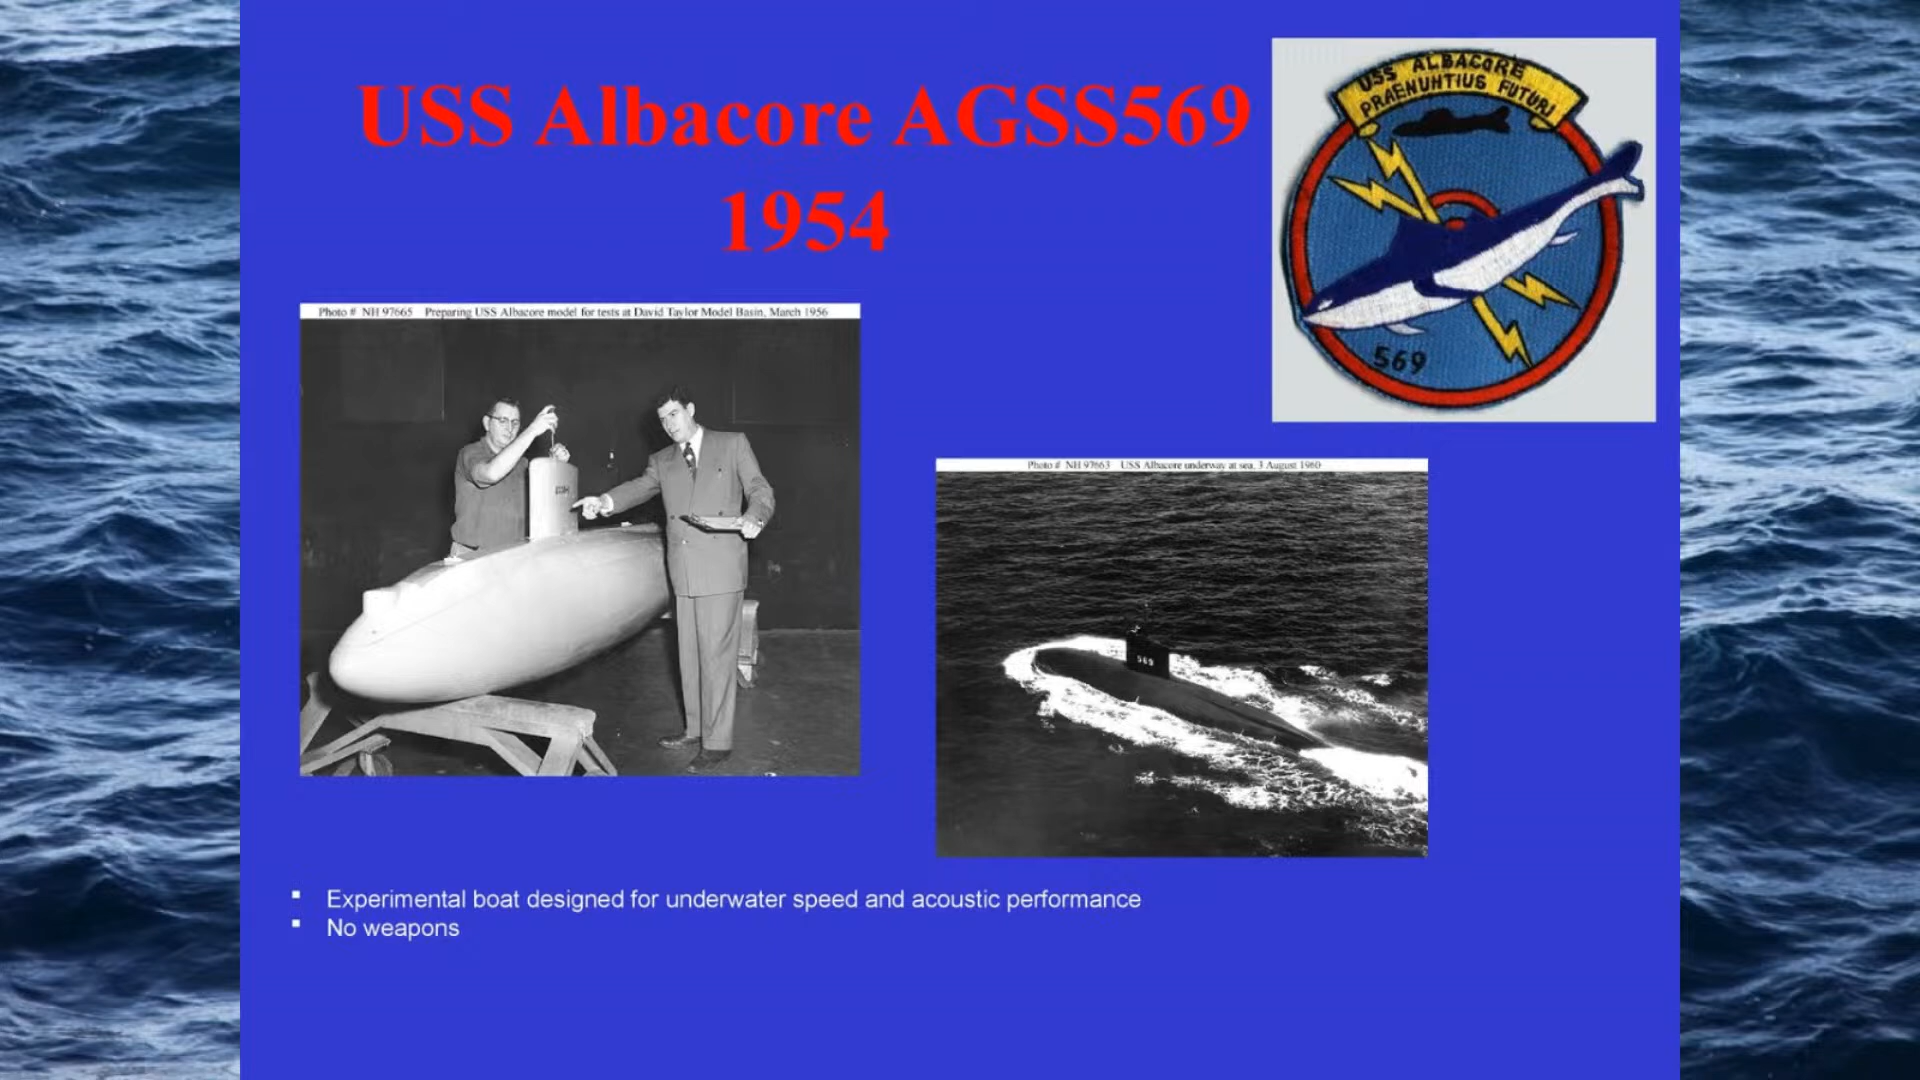 USS Albacore AGSS569
1954
USS ALBACORE
PRAENUNTIUS FUTURI
569
Photo # NH 97665 Preparing USS Albacore model for tests at David Taylor Model Basin, March 1956
Photo # NH 97663 USS Albacore underway at sea, 3 August 1960
569
▪ Experimental boat designed for underwater speed and acoustic performance
▪ No weapons